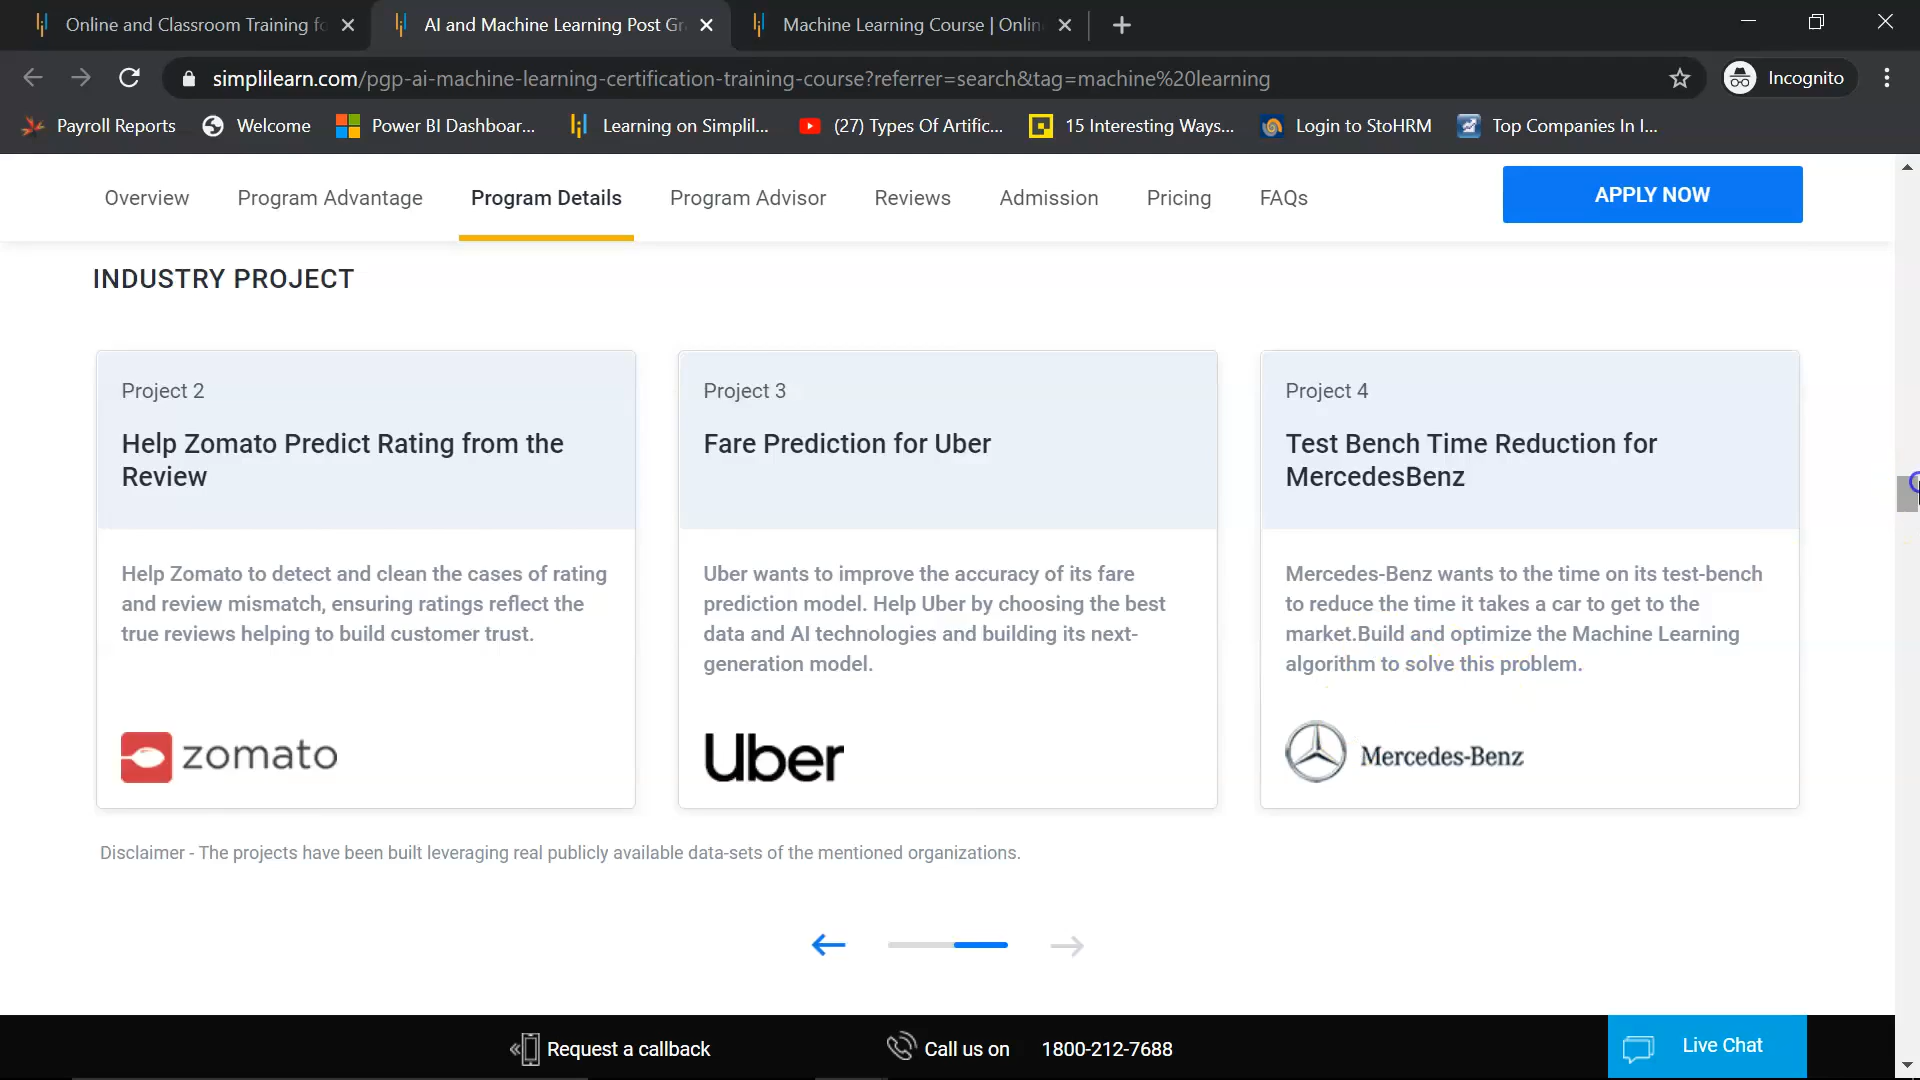 Online and Classroom Training fo
AI and Machine Learning Post Gr
Machine Learning Course | Onlin
simplilearn.com/pgp-ai-machine-learning-certification-training-course?referrer=search&tag=machine%20learning
Incognito
Payroll Reports
Welcome
Power BI Dashboar...
Learning on Simplil...
(27) Types Of Artific...
15 Interesting Ways...
Login to StoHRM
Top Companies In I...
Overview
Program Advantage
Program Details
Program Advisor
Reviews
Admission
Pricing
FAQs
APPLY NOW
INDUSTRY PROJECT
Project 2
Help Zomato Predict Rating from the
Review
Help Zomato to detect and clean the cases of rating
and review mismatch, ensuring ratings reflect the
true reviews helping to build customer trust.
zomato
Project 3
Fare Prediction for Uber
Uber wants to improve the accuracy of its fare
prediction model. Help Uber by choosing the best
data and AI technologies and building its next-
generation model.
Uber
Project 4
Test Bench Time Reduction for
MercedesBenz
Mercedes-Benz wants to the time on its test-bench
to reduce the time it takes a car to get to the
market.Build and optimize the Machine Learning
algorithm to solve this problem.
Mercedes-Benz
Disclaimer - The projects have been built leveraging real publicly available data-sets of the mentioned organizations.
Request a callback
Call us on
1800-212-7688
Live Chat